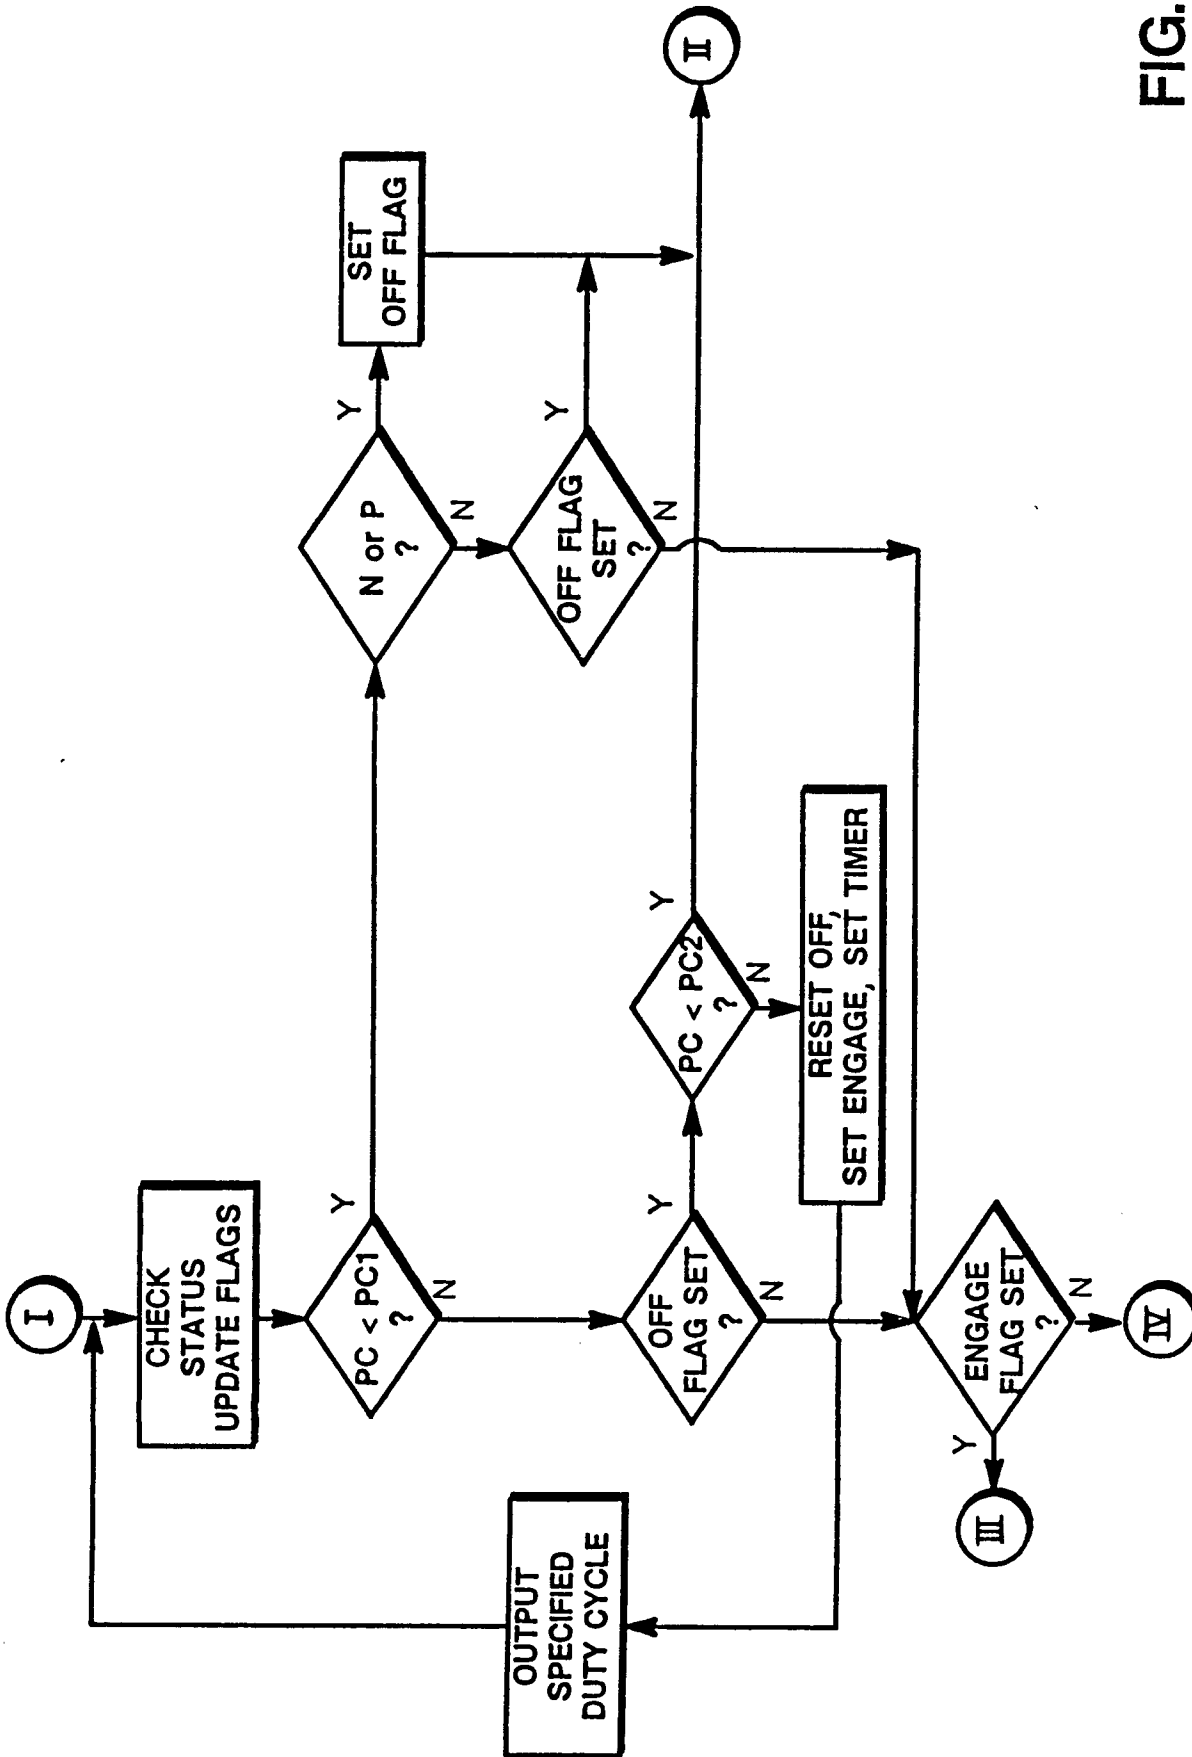 I
CHECK
STATUS
UPDATE FLAGS
PC < PC1
?
Y
N
N or P
?
Y
N
SET
OFF FLAG
OFF FLAG
SET
?
Y
N
OUTPUT
SPECIFIED
DUTY CYCLE
OFF
FLAG SET
?
Y
N
PC < PC2
?
Y
N
II
RESET OFF,
SET ENGAGE, SET TIMER
ENGAGE
FLAG SET
?
Y
N
III
IV
FIG.